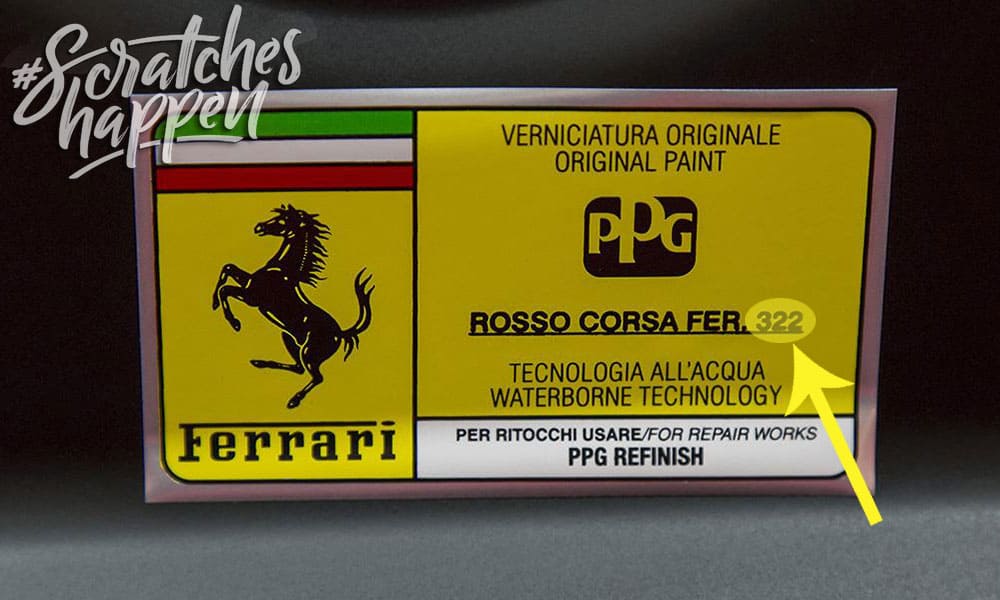 #Scratches
happen
VERNICIATURA ORIGINALE
ORIGINAL PAINT
PPG
ROSSO CORSA FER. 322
TECNOLOGIA ALL'ACQUA
WATERBORNE TECHNOLOGY
Ferrari
PER RITOCCHI USARE/FOR REPAIR WORKS
PPG REFINISH